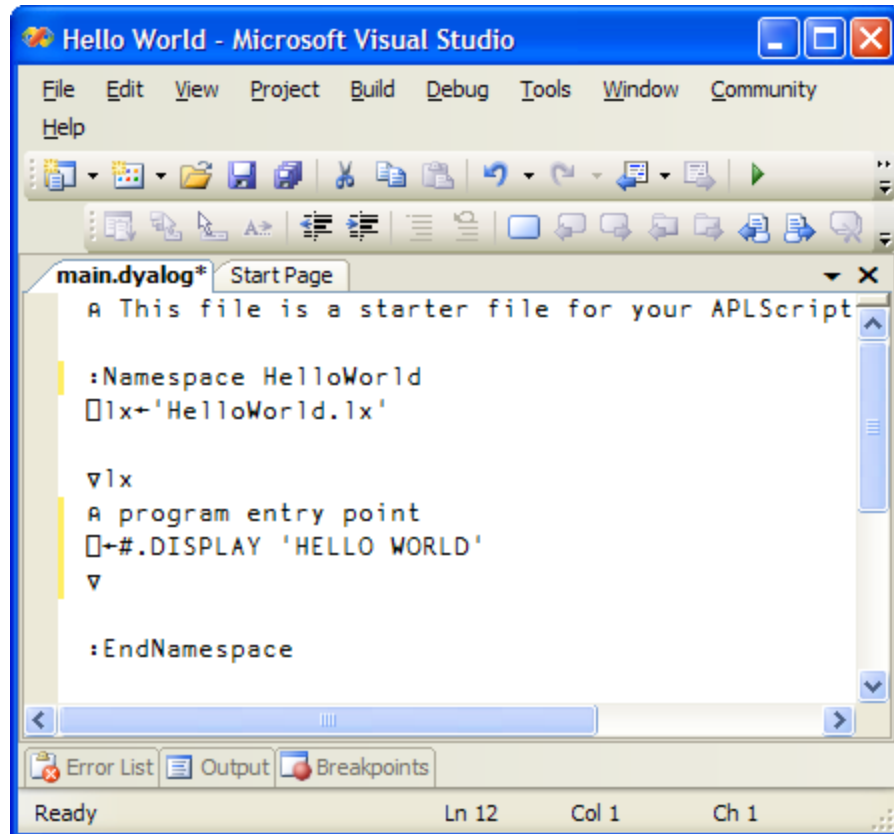 Hello World - Microsoft Visual Studio
File Edit View Project Build Debug Tools Window Community
Help
main.dyalog* Start Page
⍝ This file is a starter file for your APLScript
:Namespace HelloWorld
⎕lx←'HelloWorld.lx'
∇lx
⍝ program entry point
⎕←#.DISPLAY 'HELLO WORLD'
∇
:EndNamespace
Error List Output Breakpoints
Ready Ln 12 Col 1 Ch 1